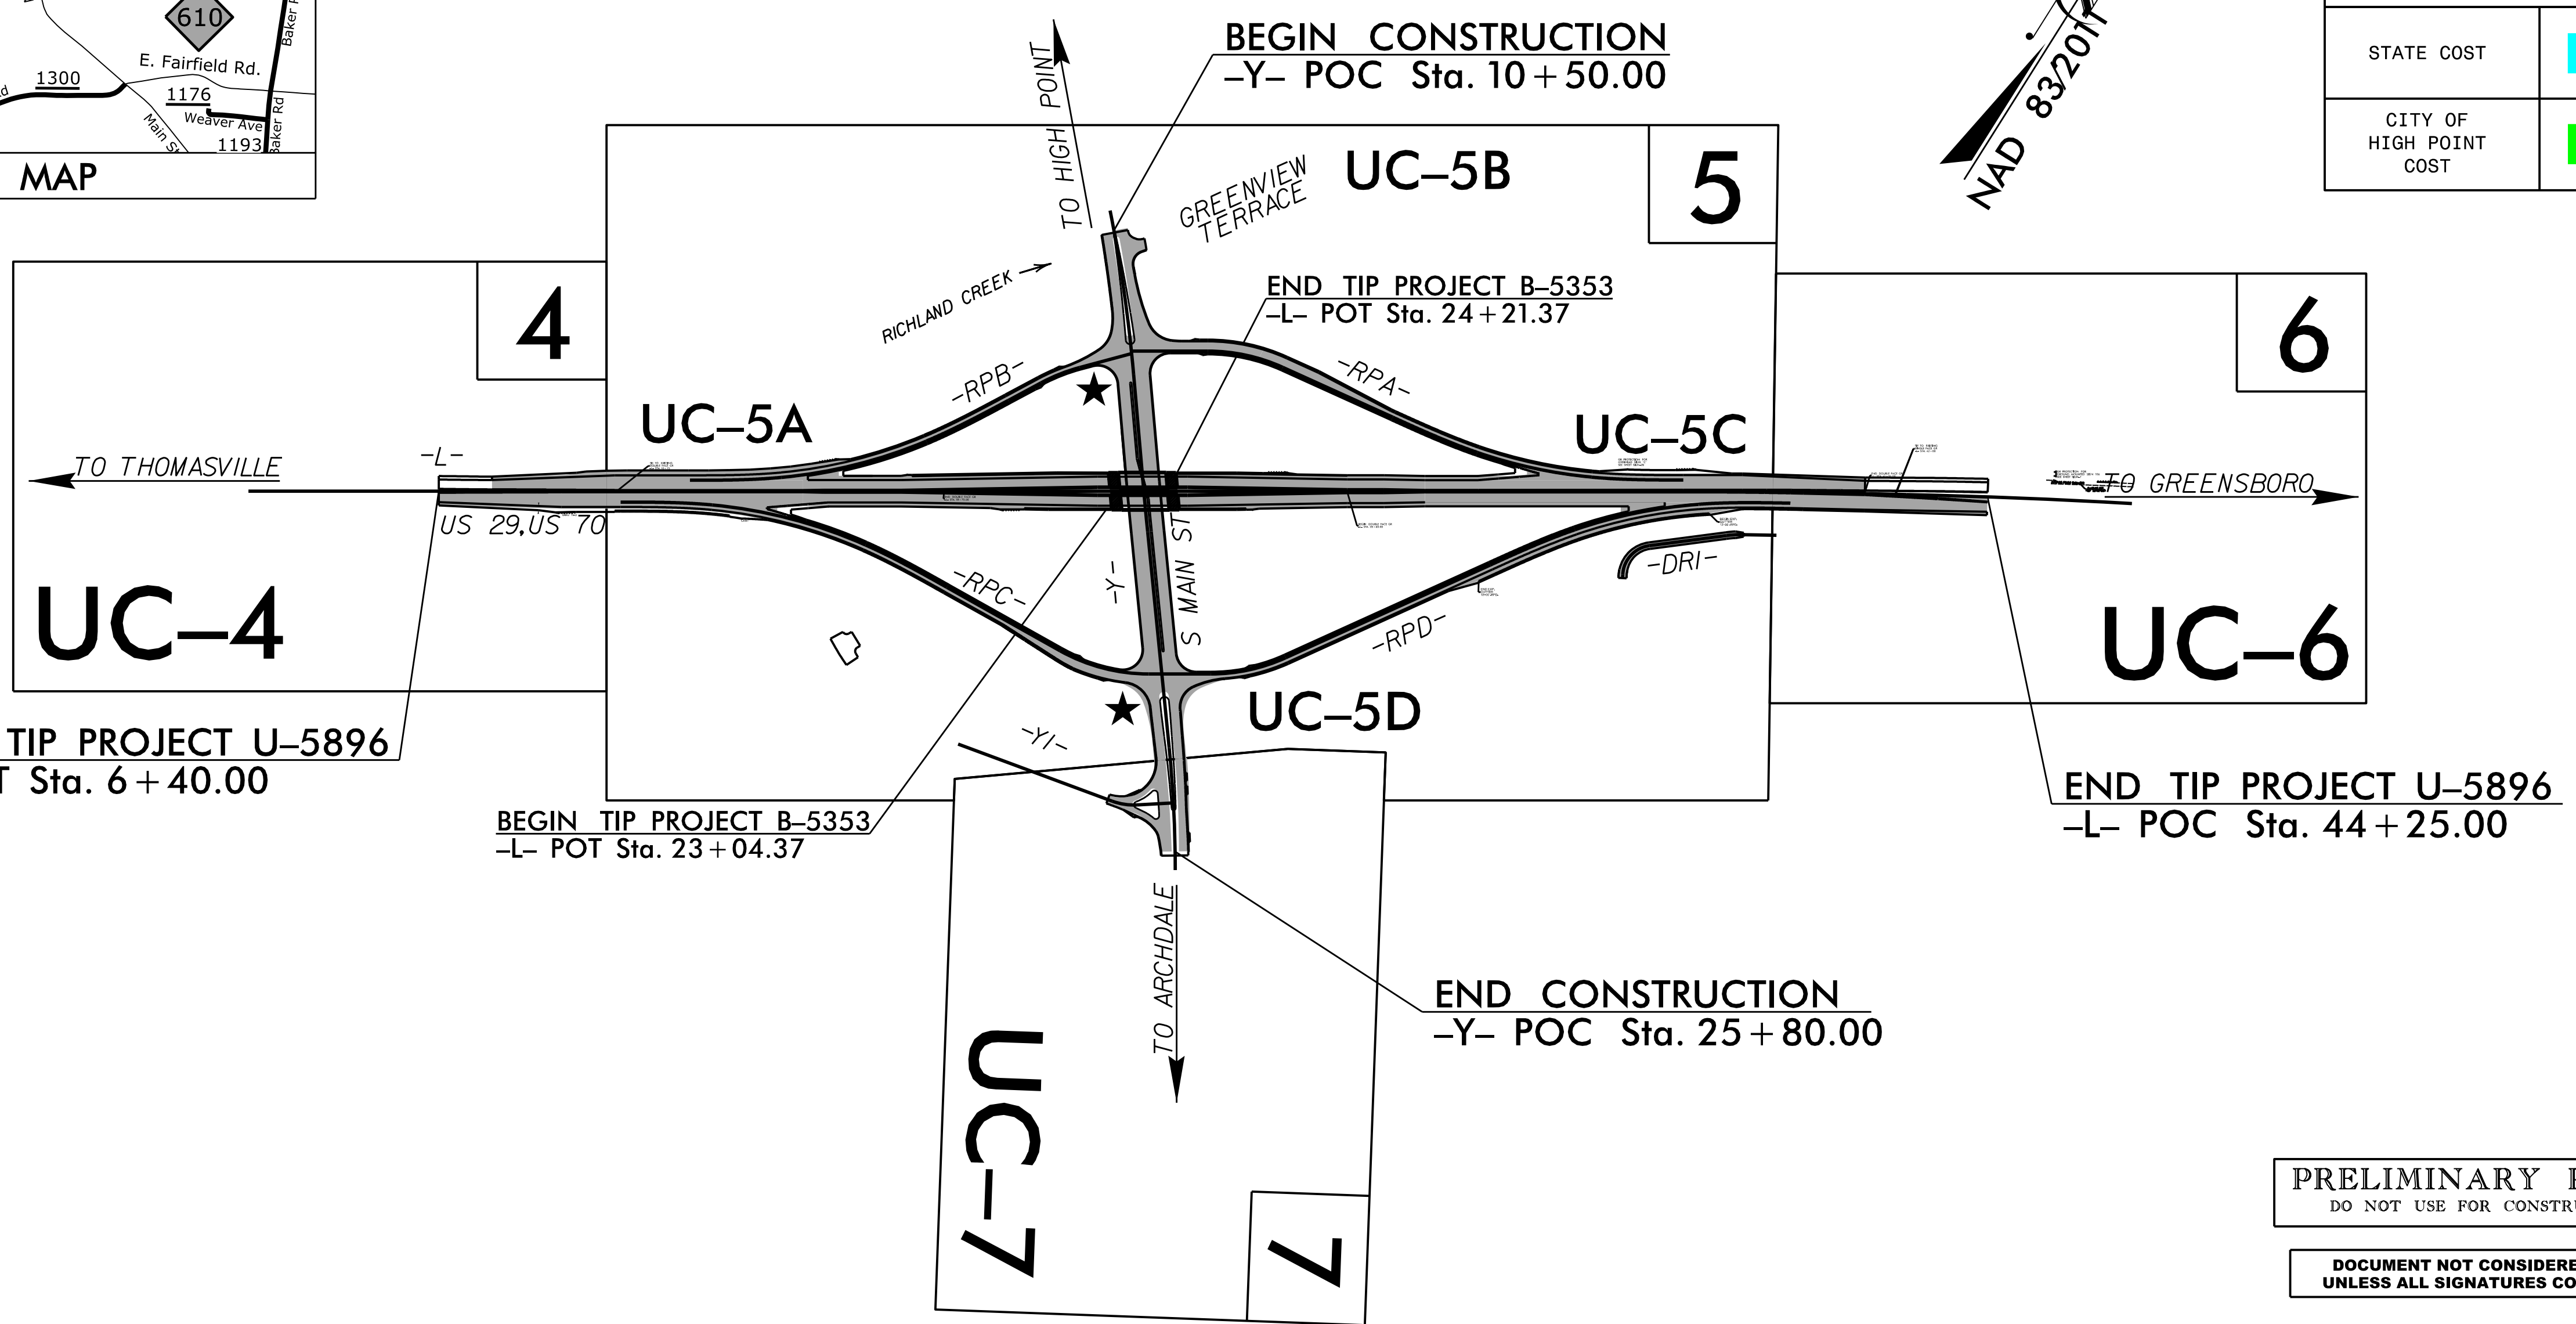 610
Baker R
E. Fairfield Rd.
1300
1176
Weaver Ave
Main St
1193
Baker Rd
MAP
BEGIN CONSTRUCTION
–Y– POC Sta. 10+50.00
TO HIGH POINT
NAD 83/2011
STATE COST
CITY OF
HIGH POINT
COST
UC–5B
5
GREENVIEW
TERRACE
RICHLAND CREEK
END TIP PROJECT B–5353
–L– POT Sta. 24+21.37
4
6
-RPB-
-RPA-
UC–5A
UC–5C
TO THOMASVILLE
-L-
TO GREENSBORO
US 29,US 70
-Y-
S MAIN ST
-DRI-
-RPC-
-RPD-
UC–4
UC–6
UC–5D
-YI-
TIP PROJECT U–5896
T Sta. 6+40.00
BEGIN TIP PROJECT B–5353
–L– POT Sta. 23+04.37
END TIP PROJECT U–5896
–L– POC Sta. 44+25.00
TO ARCHDALE
END CONSTRUCTION
–Y– POC Sta. 25+80.00
UC–7
7
PRELIMINARY P
DO NOT USE FOR CONSTRU
DOCUMENT NOT CONSIDERE
UNLESS ALL SIGNATURES CO